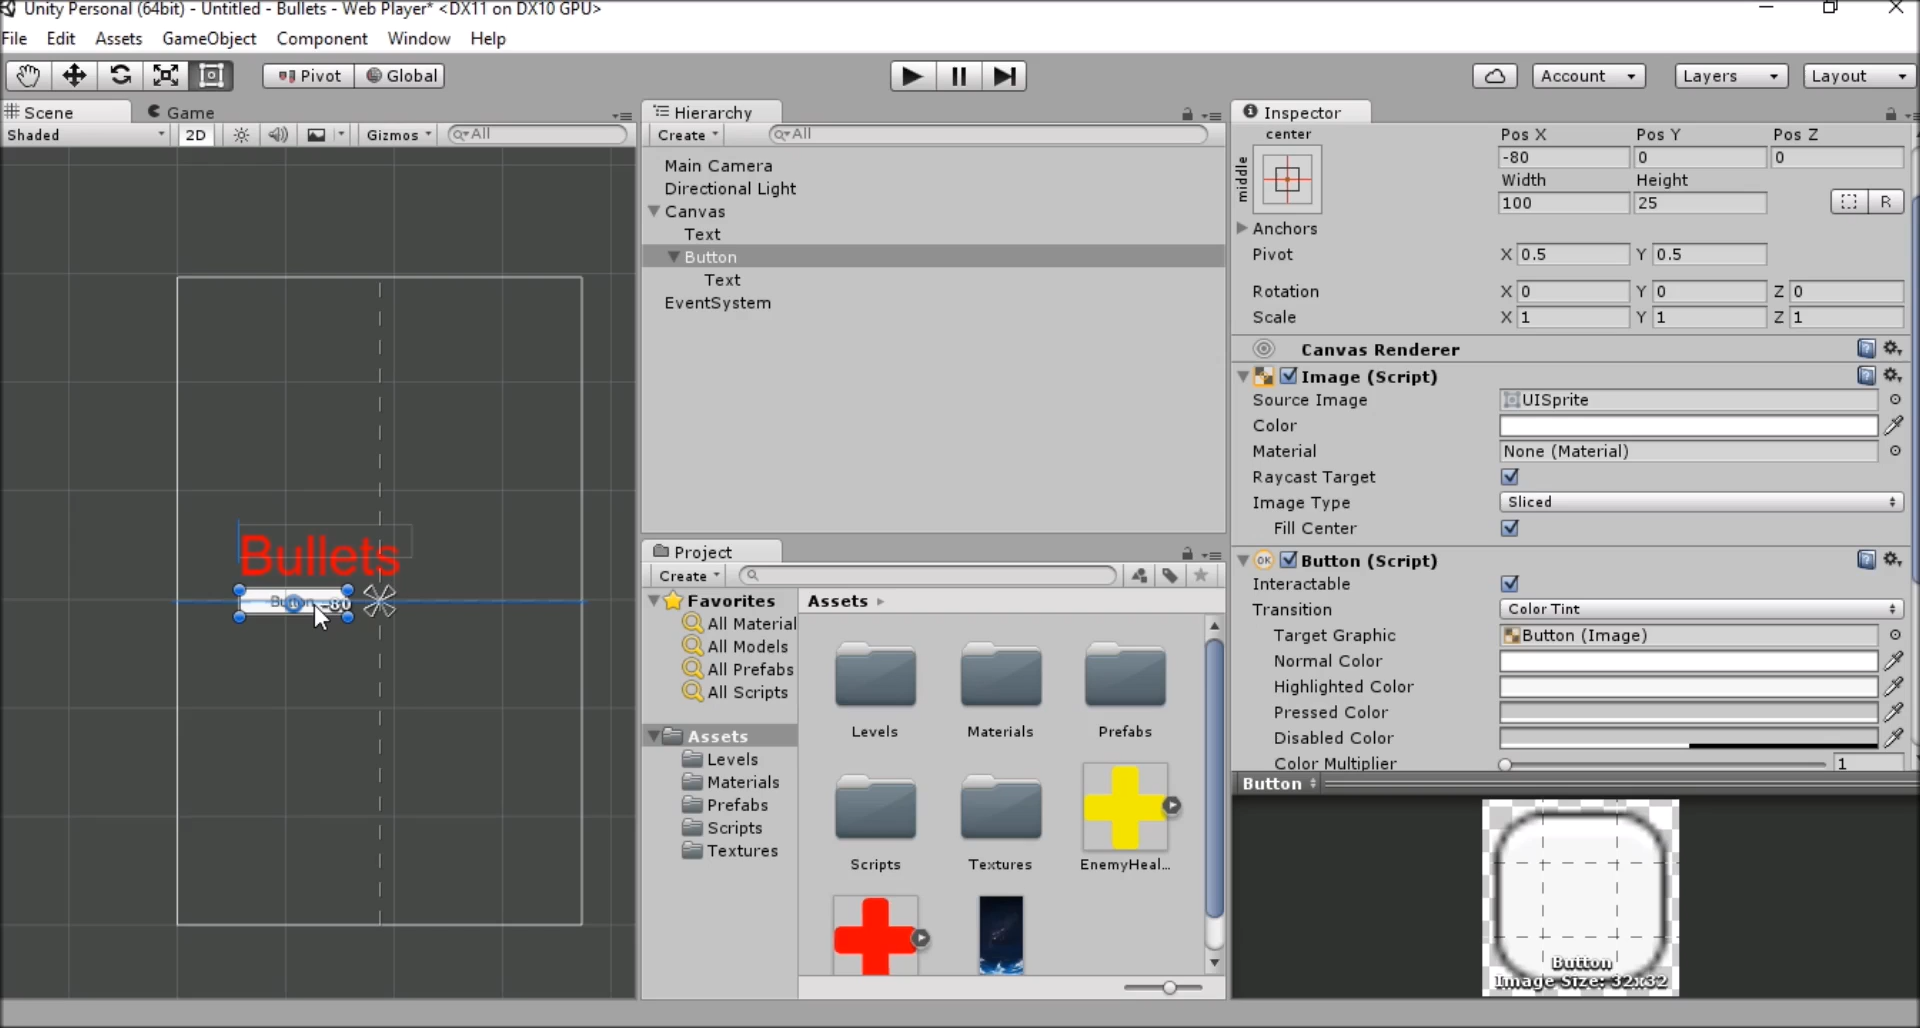 Unity Personal (64bit) - Untitled - Bullets - Web Player* <DX11 on DX10 GPU>
File Edit Assets GameObject Component Window Help
Pivot Global
Account Layers Layout
Scene Game
Shaded 2D Gizmos All
Bullets
-80
Hierarchy
Create All
Main Camera
Directional Light
Canvas
Text
Button
Text
EventSystem
Project
Create
Favorites
All Material
All Models
All Prefabs
All Scripts
Assets
Levels
Materials
Prefabs
Scripts
Textures
Assets
Levels Materials Prefabs
Scripts Textures EnemyHeal...
Inspector
center
middle
Pos X Pos Y Pos Z
-80 0 0
Width Height
100 25
R
Anchors
Pivot X 0.5 Y 0.5
Rotation X 0 Y 0 Z 0
Scale X 1 Y 1 Z 1
Canvas Renderer
Image (Script)
Source Image UISprite
Color
Material None (Material)
Raycast Target
Image Type Sliced
Fill Center
OK Button (Script)
Interactable
Transition Color Tint
Target Graphic Button (Image)
Normal Color
Highlighted Color
Pressed Color
Disabled Color
Color Multiplier 1
Button
Button
Image Size: 32x32